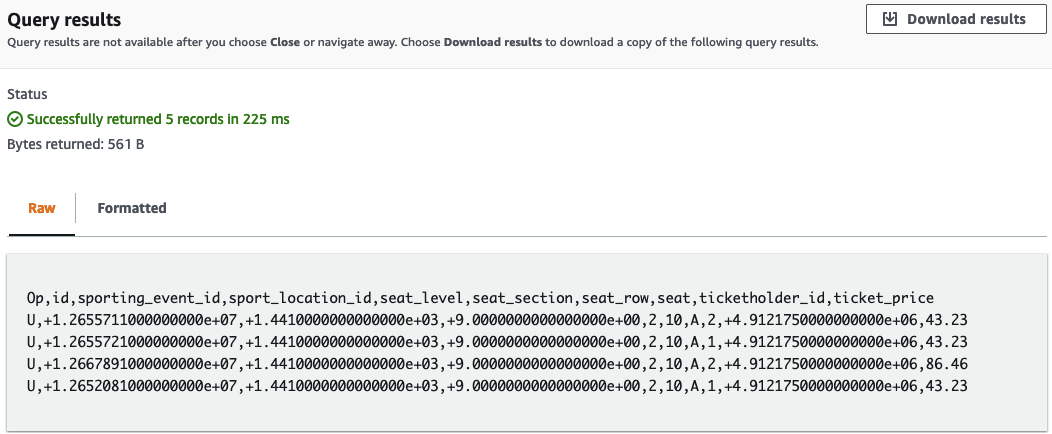 Query results
Download results
Query results are not available after you choose Close or navigate away. Choose Download results to download a copy of the following query results.
Status
Successfully returned 5 records in 225 ms
Bytes returned: 561 B
Raw
Formatted
Op,id,sporting_event_id,sport_location_id,seat_level,seat_section,seat_row,seat,ticketholder_id,ticket_price
U,+1.2655711000000000e+07,+1.4410000000000000e+03,+9.0000000000000000e+00,2,10,A,2,+4.9121750000000000e+06,43.23
U,+1.2655721000000000e+07,+1.4410000000000000e+03,+9.0000000000000000e+00,2,10,A,1,+4.9121750000000000e+06,43.23
U,+1.2667891000000000e+07,+1.4410000000000000e+03,+9.0000000000000000e+00,2,10,A,2,+4.9121750000000000e+06,86.46
U,+1.2652081000000000e+07,+1.4410000000000000e+03,+9.0000000000000000e+00,2,10,A,1,+4.9121750000000000e+06,43.23